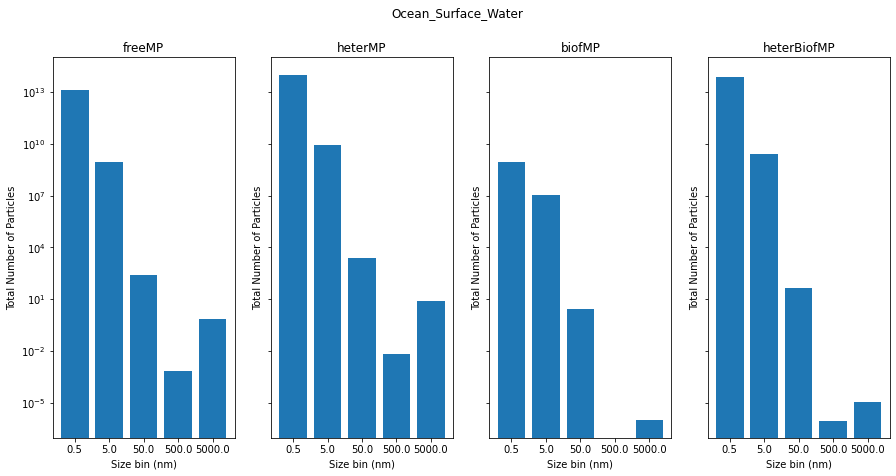 Ocean_Surface_Water
freeMP
heterMP
biofMP
heterBiofMP
Total Number of Particles
10^13
10^10
10^7
10^4
10^1
10^−2
10^−5
0.5 5.0 50.0 500.0 5000.0
Size bin (nm)
Total Number of Particles
0.5 5.0 50.0 500.0 5000.0
Size bin (nm)
Total Number of Particles
0.5 5.0 50.0 500.0 5000.0
Size bin (nm)
Total Number of Particles
0.5 5.0 50.0 500.0 5000.0
Size bin (nm)